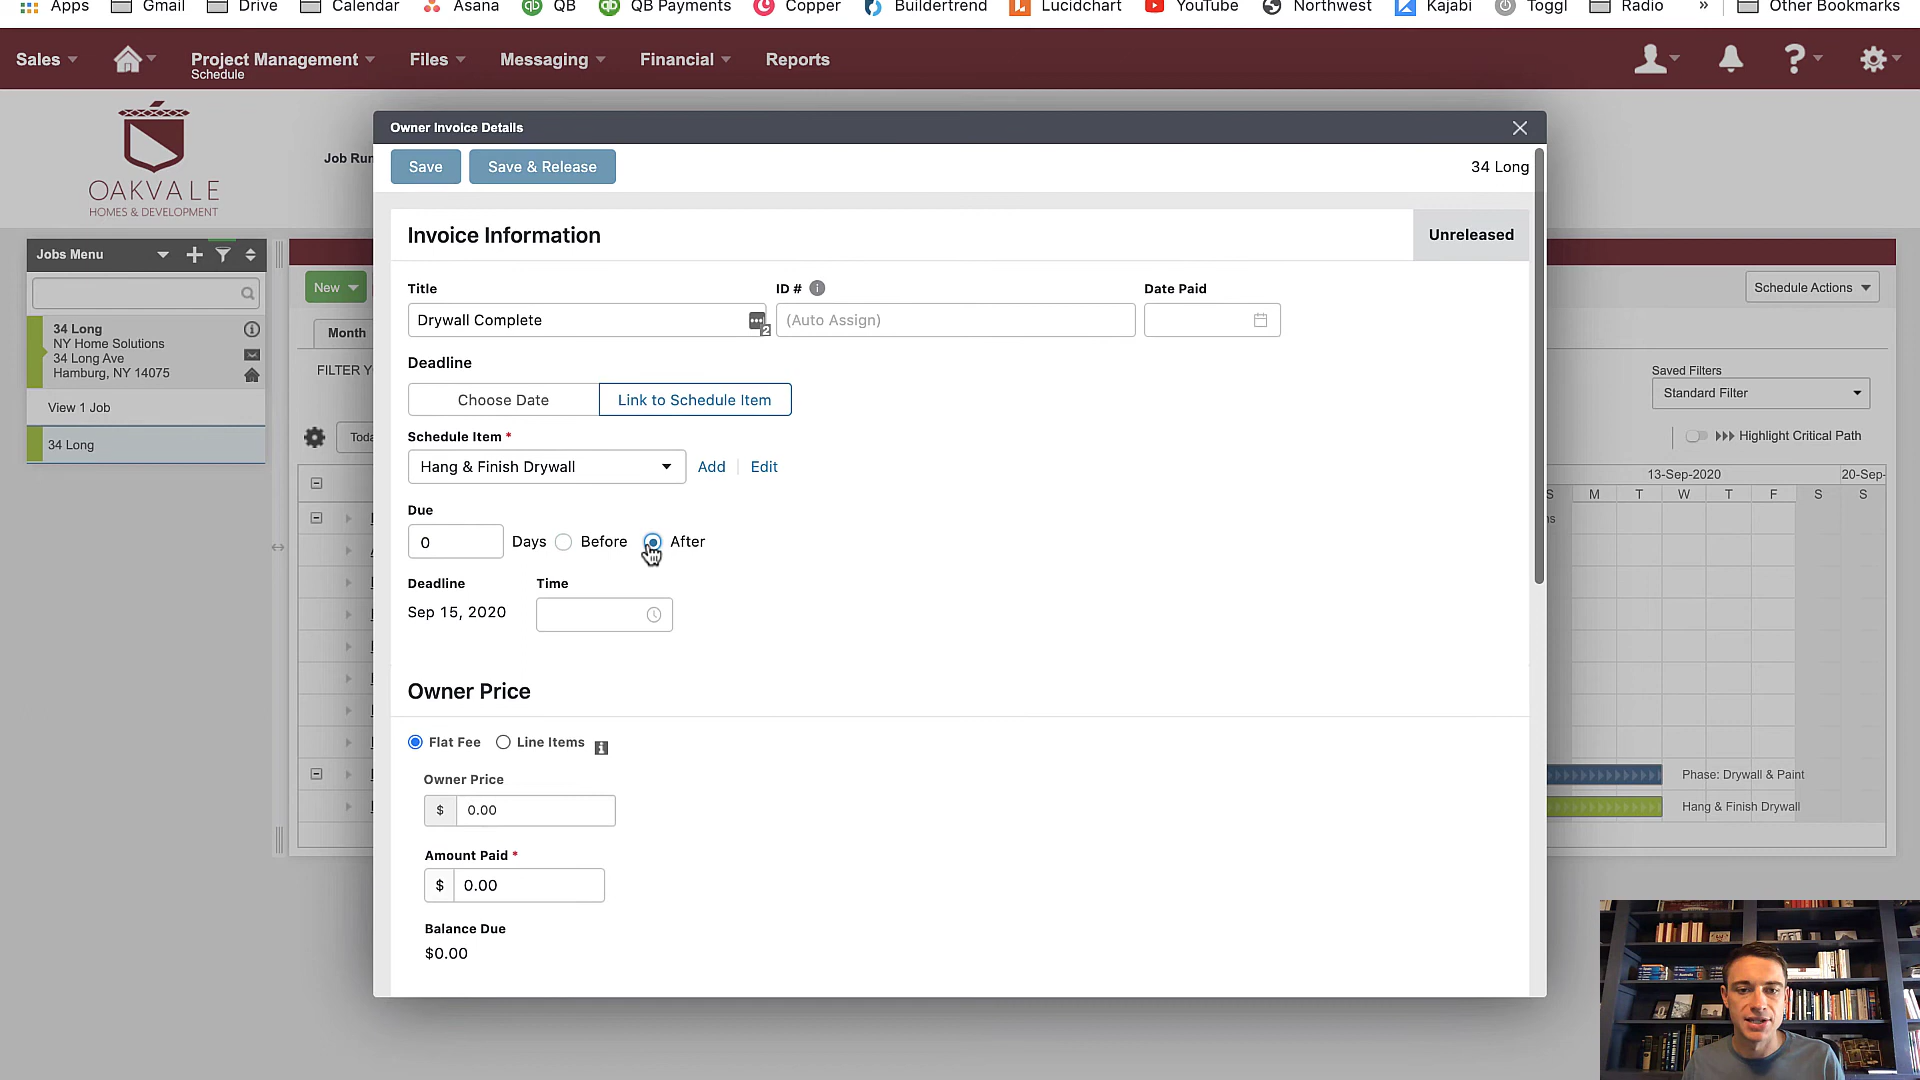 Apps Gmail Drive Calendar Asana QB QB Payments Copper Buildertrend Lucidchart YouTube Northwest Kajabi Toggl Radio » Other Bookmarks
Sales Project Management Files Messaging Financial Reports
Schedule
OAKVALE
HOMES & DEVELOPMENT
Job Run
Owner Invoice Details
Save Save & Release 34 Long
Invoice Information Unreleased
Title ID # Date Paid
Drywall Complete (Auto Assign)
Deadline
Choose Date Link to Schedule Item
Schedule Item *
Hang & Finish Drywall Add Edit
Due
0 Days Before After
Deadline Time
Sep 15, 2020
Owner Price
Flat Fee Line Items
Owner Price
$ 0.00
Amount Paid *
$ 0.00
Balance Due
$0.00
Jobs Menu
34 Long
NY Home Solutions
34 Long Ave
Hamburg, NY 14075
View 1 Job
34 Long
New
Month
FILTER Y
Toda
Schedule Actions
Saved Filters
Standard Filter
Highlight Critical Path
13-Sep-2020 20-Sep-
S M T W T F S S
ns
Phase: Drywall & Paint
Hang & Finish Drywall